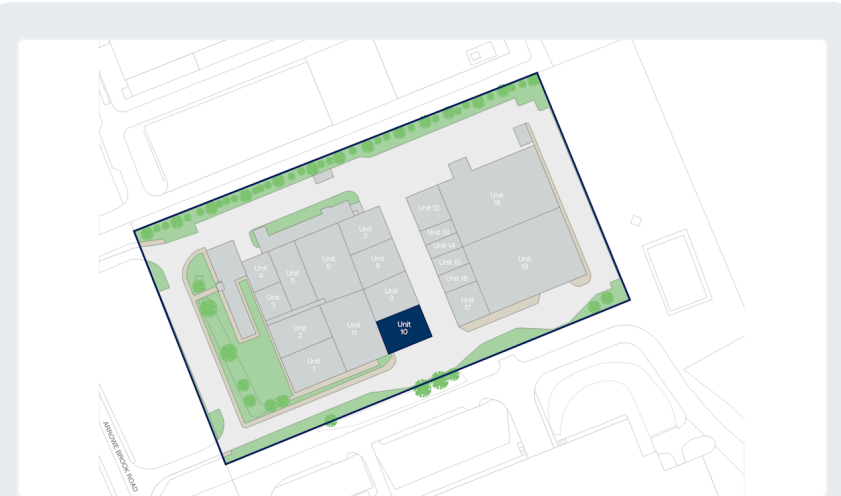 Unit
18
Unit 12
Unit
7
Unit 13
Unit 14
Unit
8
Unit
6
Unit 15
Unit
19
Unit
4
Unit
5
Unit 16
Unit
9
Unit
3
Unit
17
Unit
10
Unit
11
Unit
2
Unit
1
ARROWE BROOK ROAD